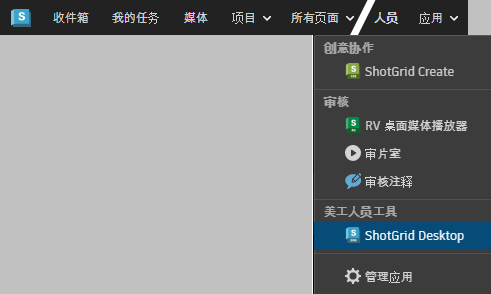 收件箱 我的任务 媒体 项目 所有页面 人员 应用
创意协作
ShotGrid Create
审核
RV 桌面媒体播放器
审片室
审核注释
美工人员工具
ShotGrid Desktop
管理应用